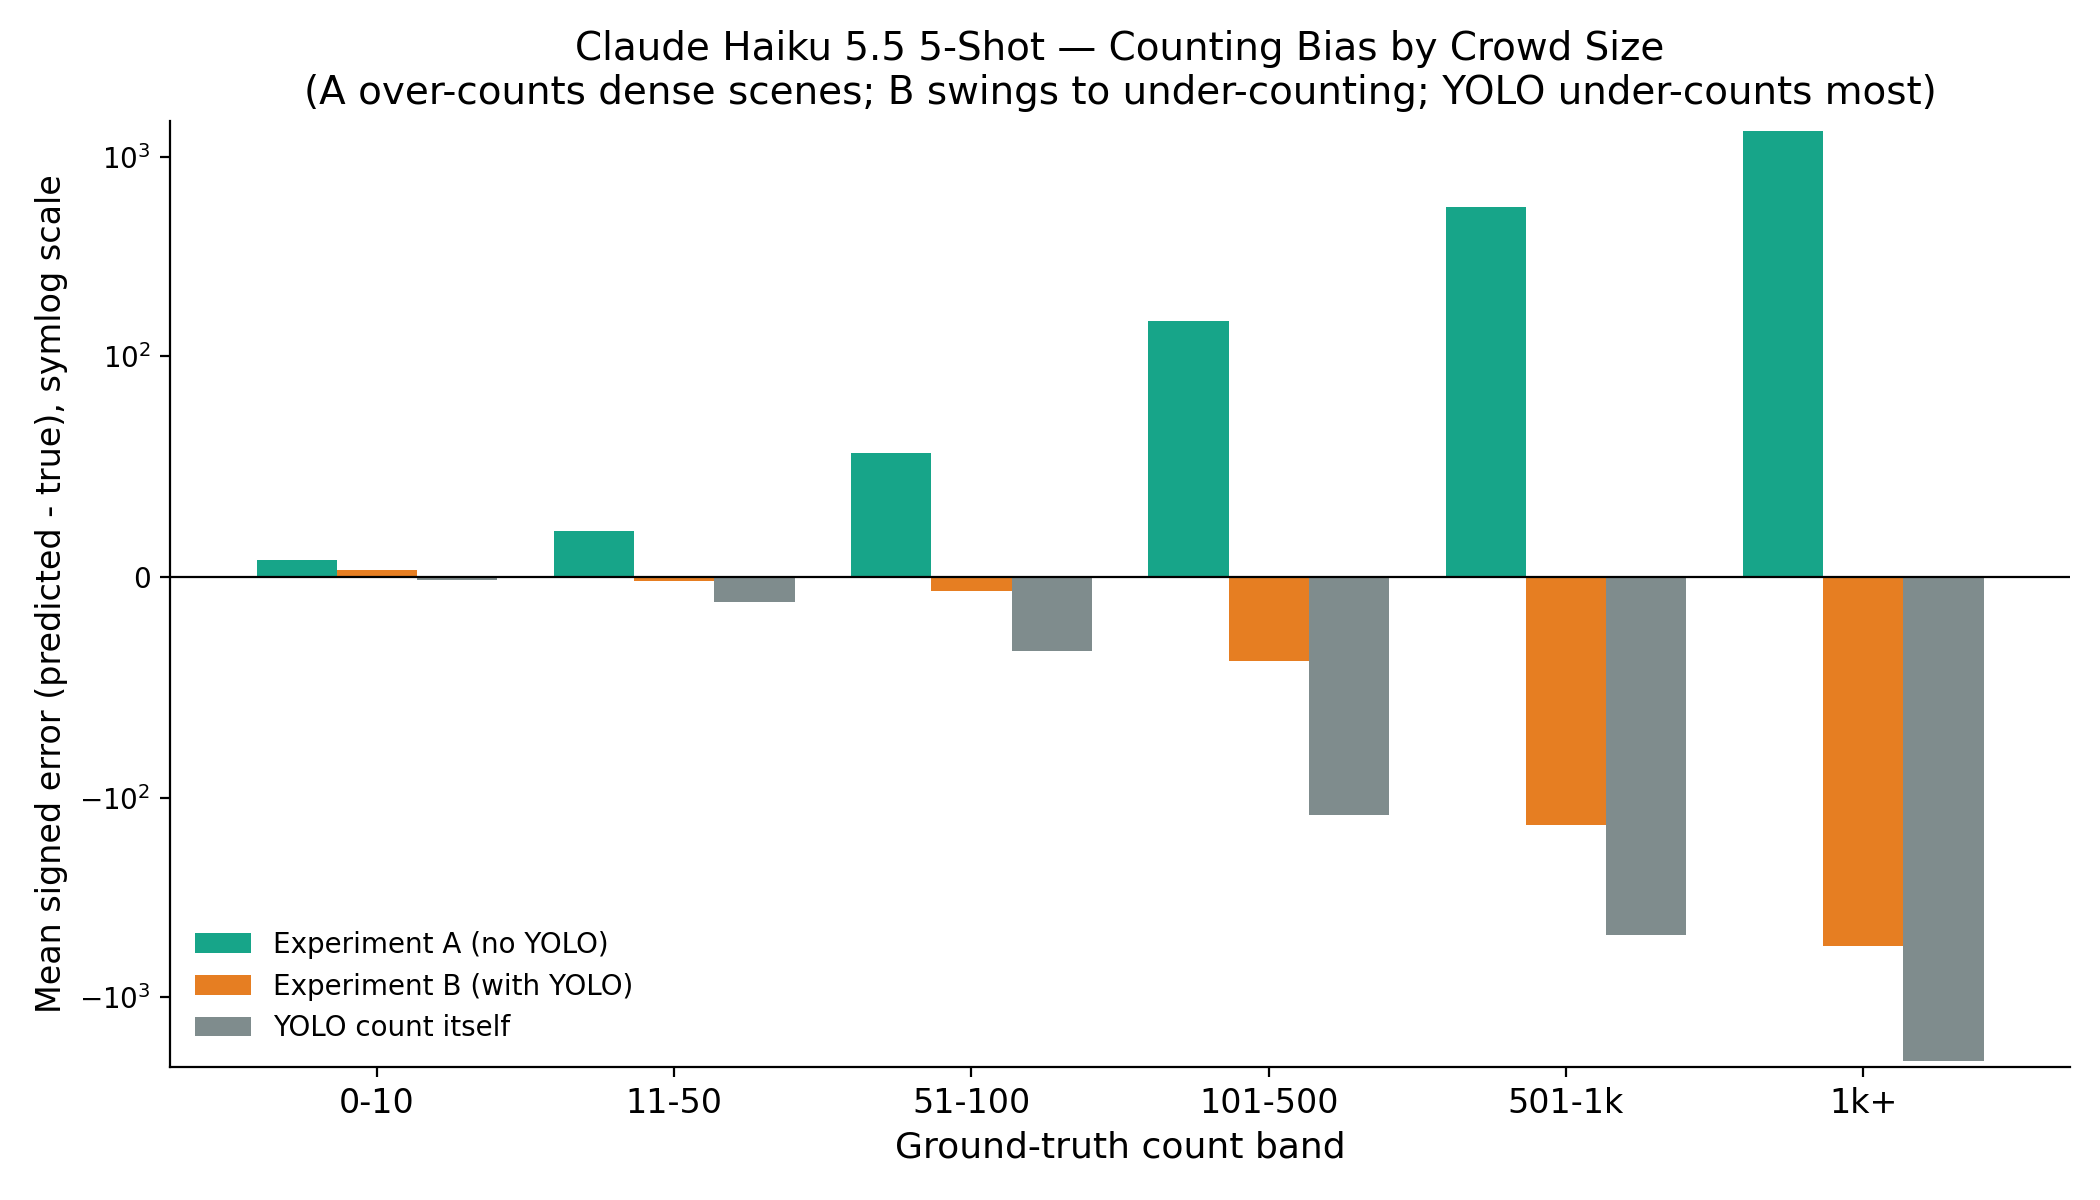 Claude Haiku 5.5 5-Shot — Counting Bias by Crowd Size
(A over-counts dense scenes; B swings to under-counting; YOLO under-counts most)
Mean signed error (predicted - true), symlog scale
10³
10²
0
−10²
−10³
Experiment A (no YOLO)
Experiment B (with YOLO)
YOLO count itself
0-10
11-50
51-100
101-500
501-1k
1k+
Ground-truth count band